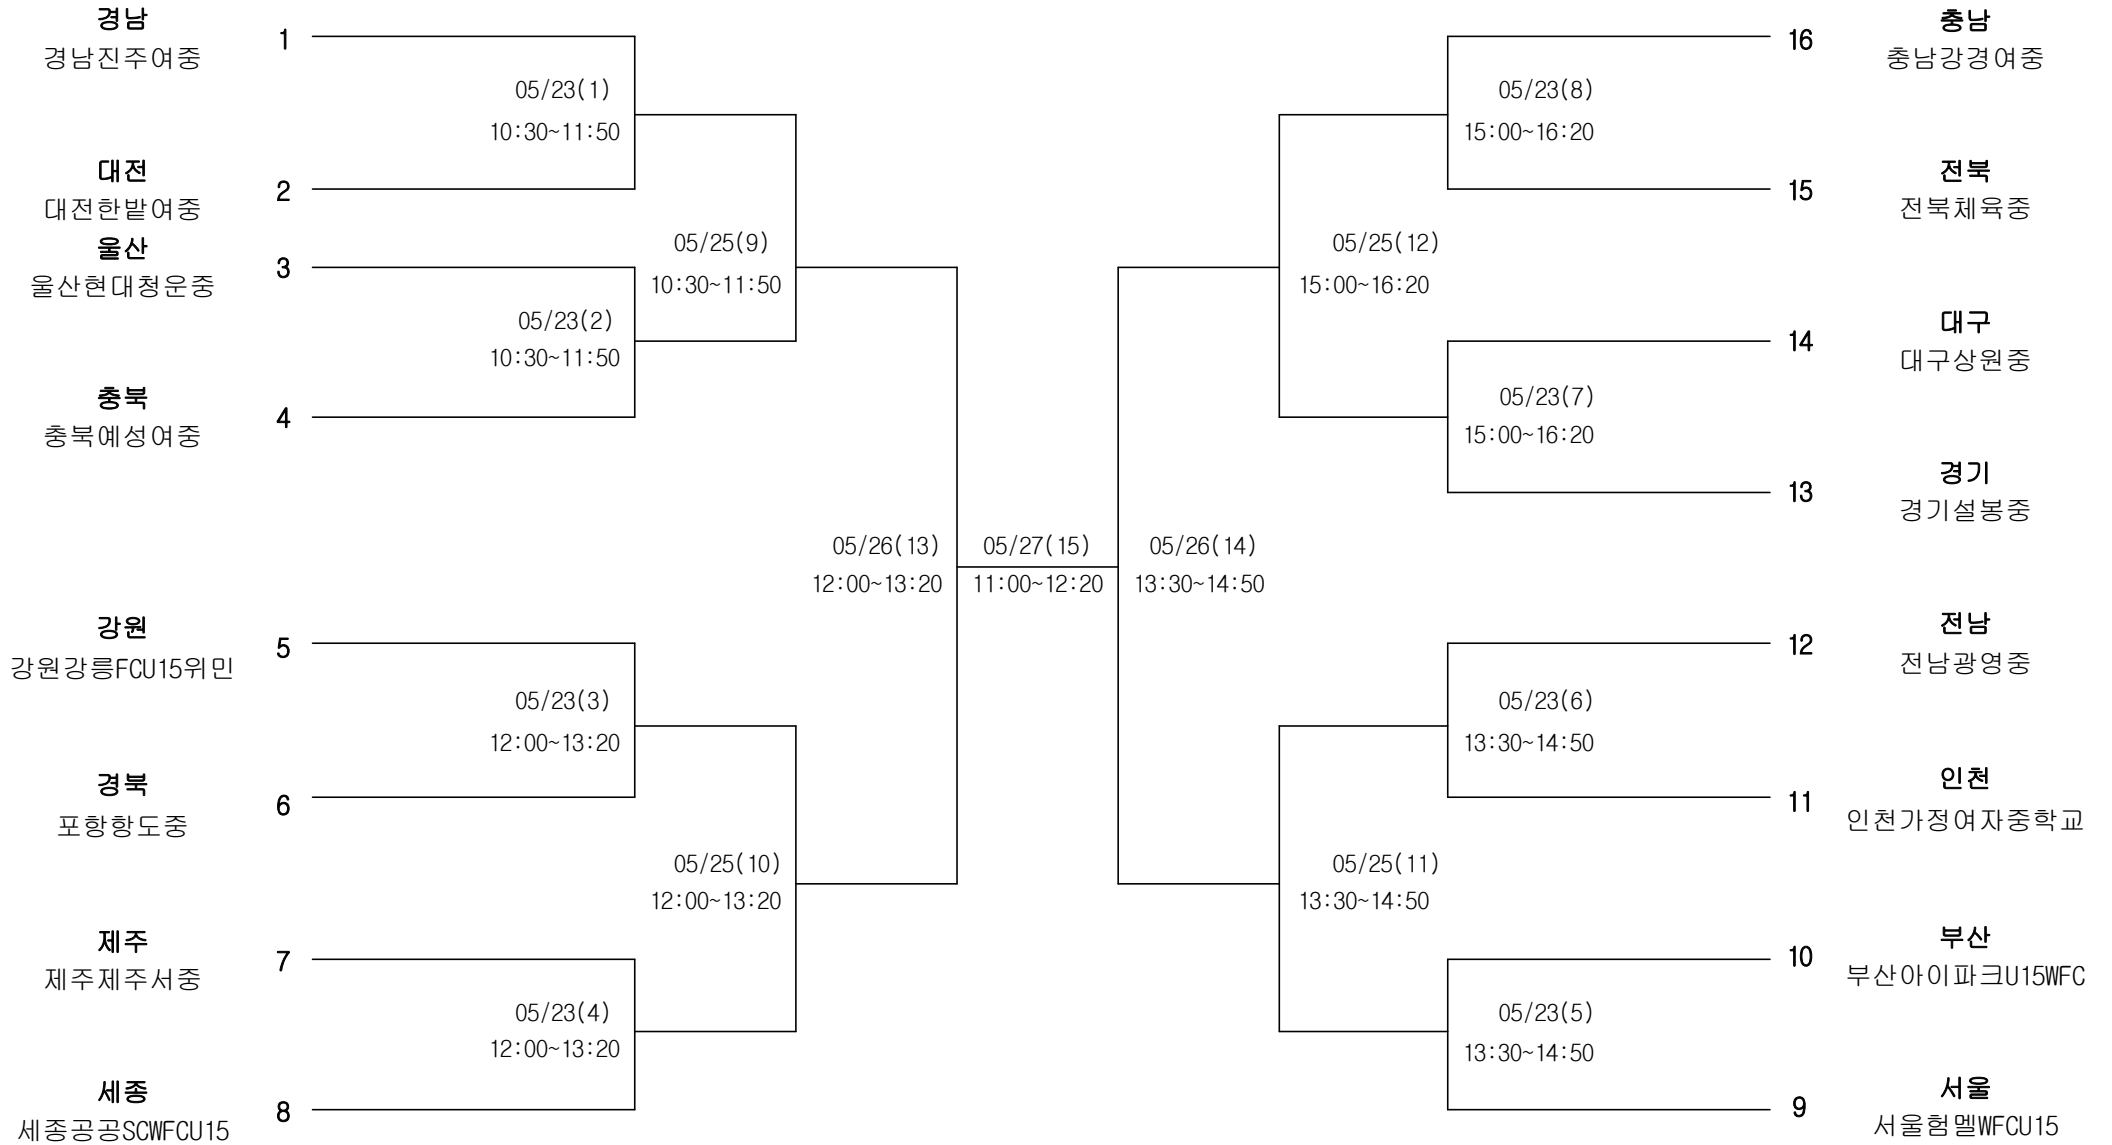 경남
경남진주여중
1
05/23(1)
10:30~11:50
대전
대전한밭여중
2
울산
울산현대청운중
3
05/25(9)
10:30~11:50
05/23(2)
10:30~11:50
충북
충북예성여중
4
05/26(13)
12:00~13:20
강원
강원강릉FCU15위민
5
05/23(3)
12:00~13:20
경북
포항항도중
6
05/25(10)
12:00~13:20
제주
제주제주서중
7
05/23(4)
12:00~13:20
세종
세종공공SCWFCU15
8
05/27(15)
11:00~12:20
16
충남
충남강경여중
05/23(8)
15:00~16:20
15
전북
전북체육중
05/25(12)
15:00~16:20
14
대구
대구상원중
05/23(7)
15:00~16:20
13
경기
경기설봉중
05/26(14)
13:30~14:50
12
전남
전남광영중
05/23(6)
13:30~14:50
11
인천
인천가정여자중학교
05/25(11)
13:30~14:50
10
부산
부산아이파크U15WFC
05/23(5)
13:30~14:50
9
서울
서울험멜WFCU15